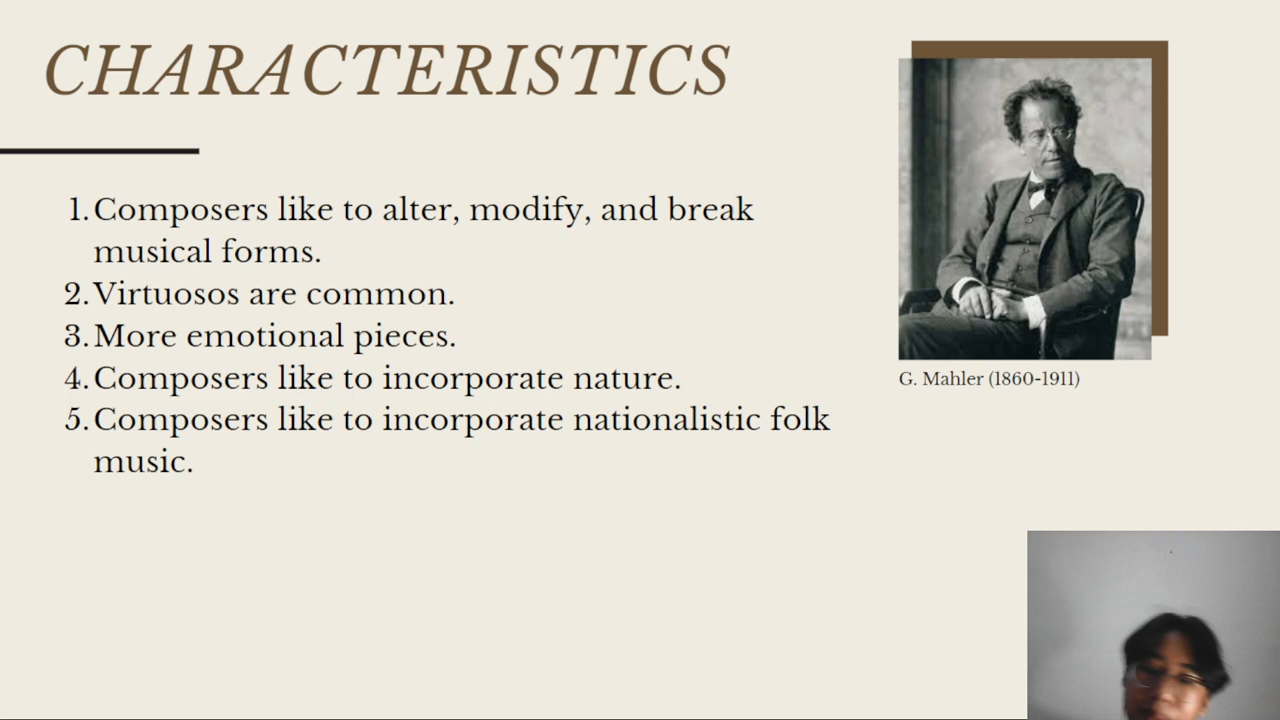 CHARACTERISTICS
1. Composers like to alter, modify, and break
musical forms.
2. Virtuosos are common.
3. More emotional pieces.
4. Composers like to incorporate nature.
5. Composers like to incorporate nationalistic folk
music.
G. Mahler (1860-1911)